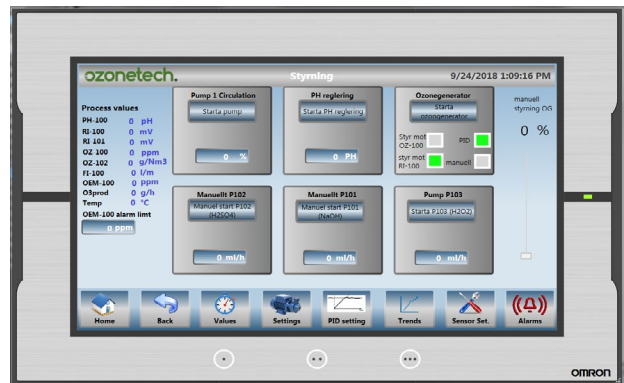 ozonetech.
Styrning
9/24/2018 1:09:16 PM
Process values
PH-100 0 pH
RI-100 0 mV
RI-101 0 mV
OZ-100 0 ppm
OZ-102 0 g/Nm3
FI-100 0 l/m
OEM-100 0 ppm
O3prod 0 g/h
Temp 0 °C
OEM-100 alarm limt
0 ppm
Pump 1 Circulation
Starta pump
0 %
PH reglering
Starta PH reglering
0 PH
Ozonegenerator
Starta
ozongenerator
Styr mot
OZ-100
PID
styr mot
RI-100
manuell
manuell
styrning OG
0 %
Manuellt P102
Manuel start P102
(H2SO4)
0 ml/h
Manuellt P101
Manuel start P101
(NaOH)
0 ml/h
Pump P103
Starta P103 (H2O2)
0 ml/h
Home
Back
Values
Settings
PID setting
Trends
Sensor Set.
Alarms
OMRON